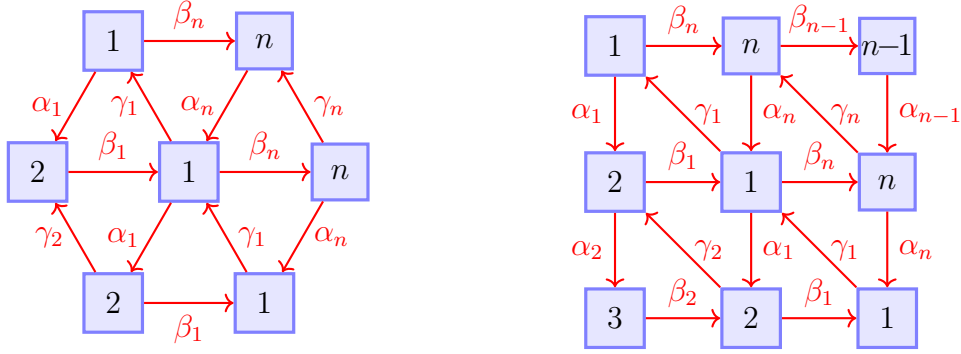 β_n β_n β_{n−1}
1 n 1 n n−1
α_1 γ_1 α_n γ_n α_1 γ_1 α_n γ_n α_{n−1}
β_1 β_n β_1 β_n
2 1 n 2 1 n
γ_2 α_1 γ_1 α_n α_2 γ_2 α_1 γ_1 α_n
2 1 β_2 β_1
β_1 3 2 1